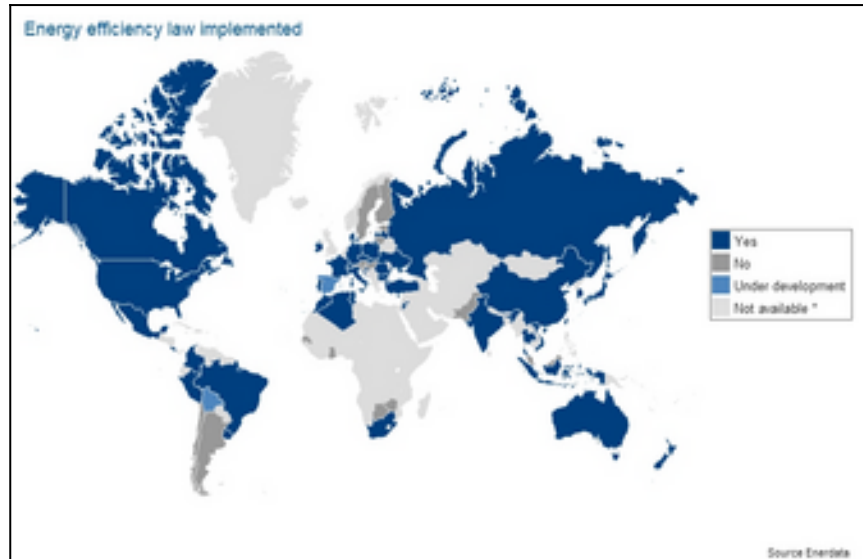 Energy efficiency law implemented
Yes
No
Under development
Not available *
Source Enerdata